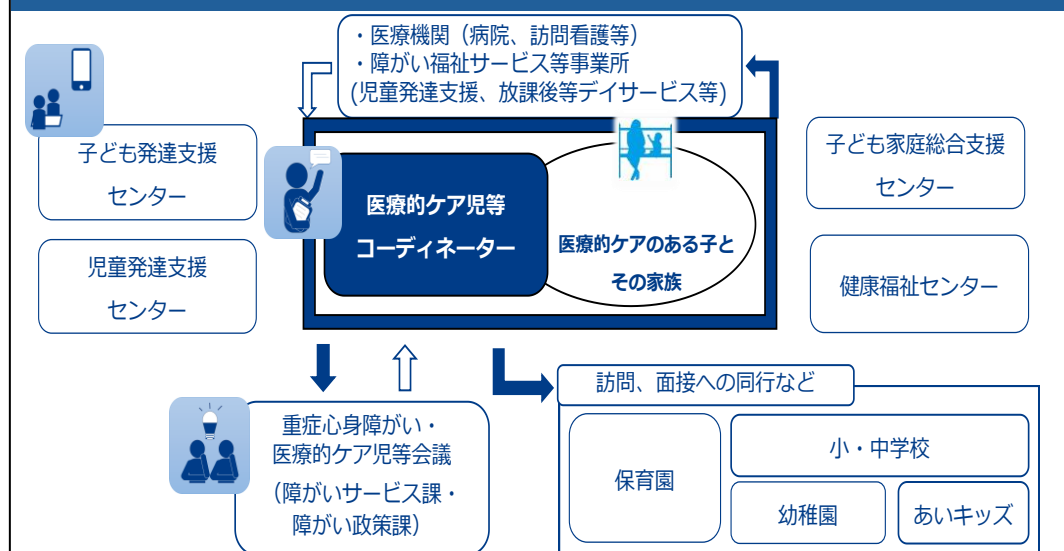 ・医療機関（病院、訪問看護等）
・障がい福祉サービス等事業所
(児童発達支援、放課後等デイサービス等)
子ども発達支援
センター
児童発達支援
センター
医療的ケア児等
コーディネーター
医療的ケアのある子と
その家族
子ども家庭総合支援
センター
健康福祉センター
重症心身障がい・
医療的ケア児等会議
（障がいサービス課・
障がい政策課）
訪問、面接への同行など
保育園
小・中学校
幼稚園
あいキッズ